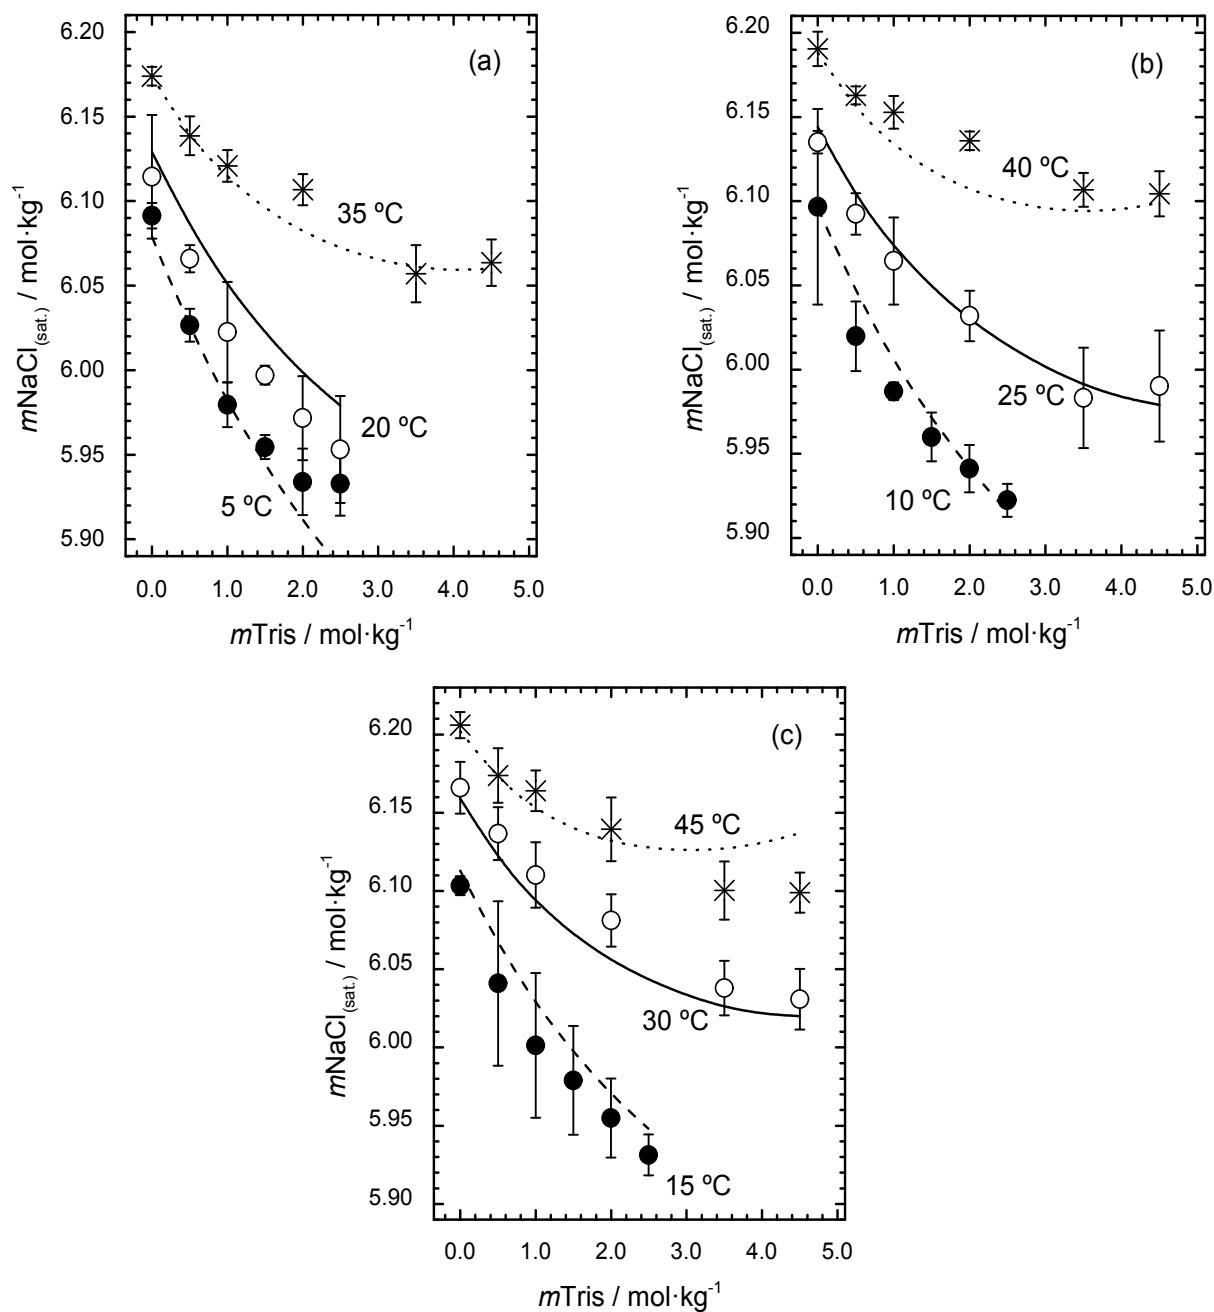 (a)
6.20
6.15
6.10
6.05
6.00
5.95
5.90
mNaCl(sat.) / mol·kg-1
35 ºC
20 ºC
5 ºC
0.0 1.0 2.0 3.0 4.0 5.0
mTris / mol·kg-1
(b)
6.20
6.15
6.10
6.05
6.00
5.95
5.90
mNaCl(sat.) / mol·kg-1
40 ºC
25 ºC
10 ºC
0.0 1.0 2.0 3.0 4.0 5.0
mTris / mol·kg-1
(c)
6.20
6.15
6.10
6.05
6.00
5.95
5.90
mNaCl(sat.) / mol·kg-1
45 ºC
30 ºC
15 ºC
0.0 1.0 2.0 3.0 4.0 5.0
mTris / mol·kg-1